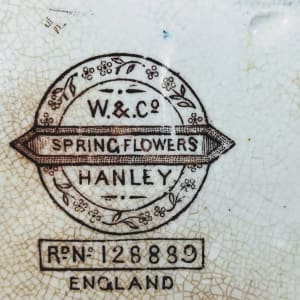 W. & Cº
SPRING FLOWERS
HANLEY
Rᴰ Nº 128889
ENGLAND